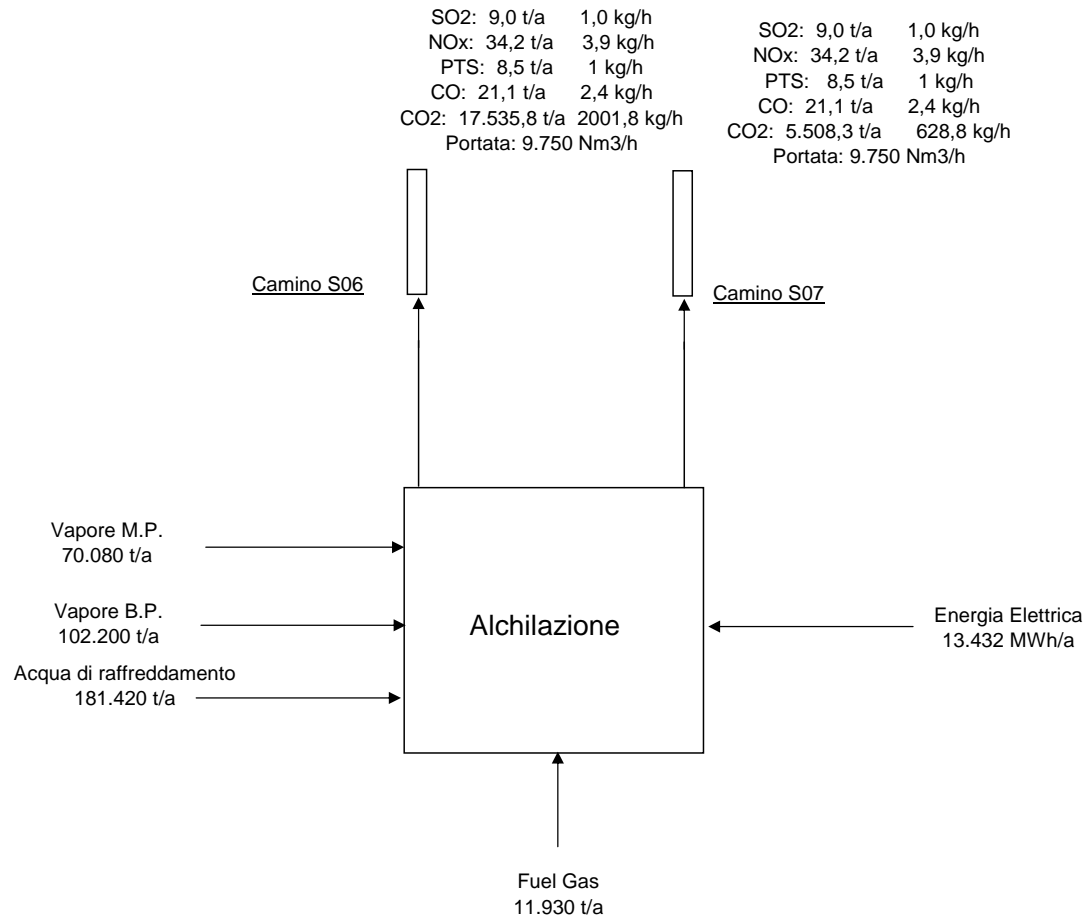 SO2: 9,0 t/a 1,0 kg/h
NOx: 34,2 t/a 3,9 kg/h
PTS: 8,5 t/a 1 kg/h
CO: 21,1 t/a 2,4 kg/h
CO2: 17.535,8 t/a 2001,8 kg/h
Portata: 9.750 Nm3/h
SO2: 9,0 t/a 1,0 kg/h
NOx: 34,2 t/a 3,9 kg/h
PTS: 8,5 t/a 1 kg/h
CO: 21,1 t/a 2,4 kg/h
CO2: 5.508,3 t/a 628,8 kg/h
Portata: 9.750 Nm3/h
Camino S06
Camino S07
Vapore M.P.
70.080 t/a
Vapore B.P.
102.200 t/a
Acqua di raffreddamento
181.420 t/a
Alchilazione
Energia Elettrica
13.432 MWh/a
Fuel Gas
11.930 t/a